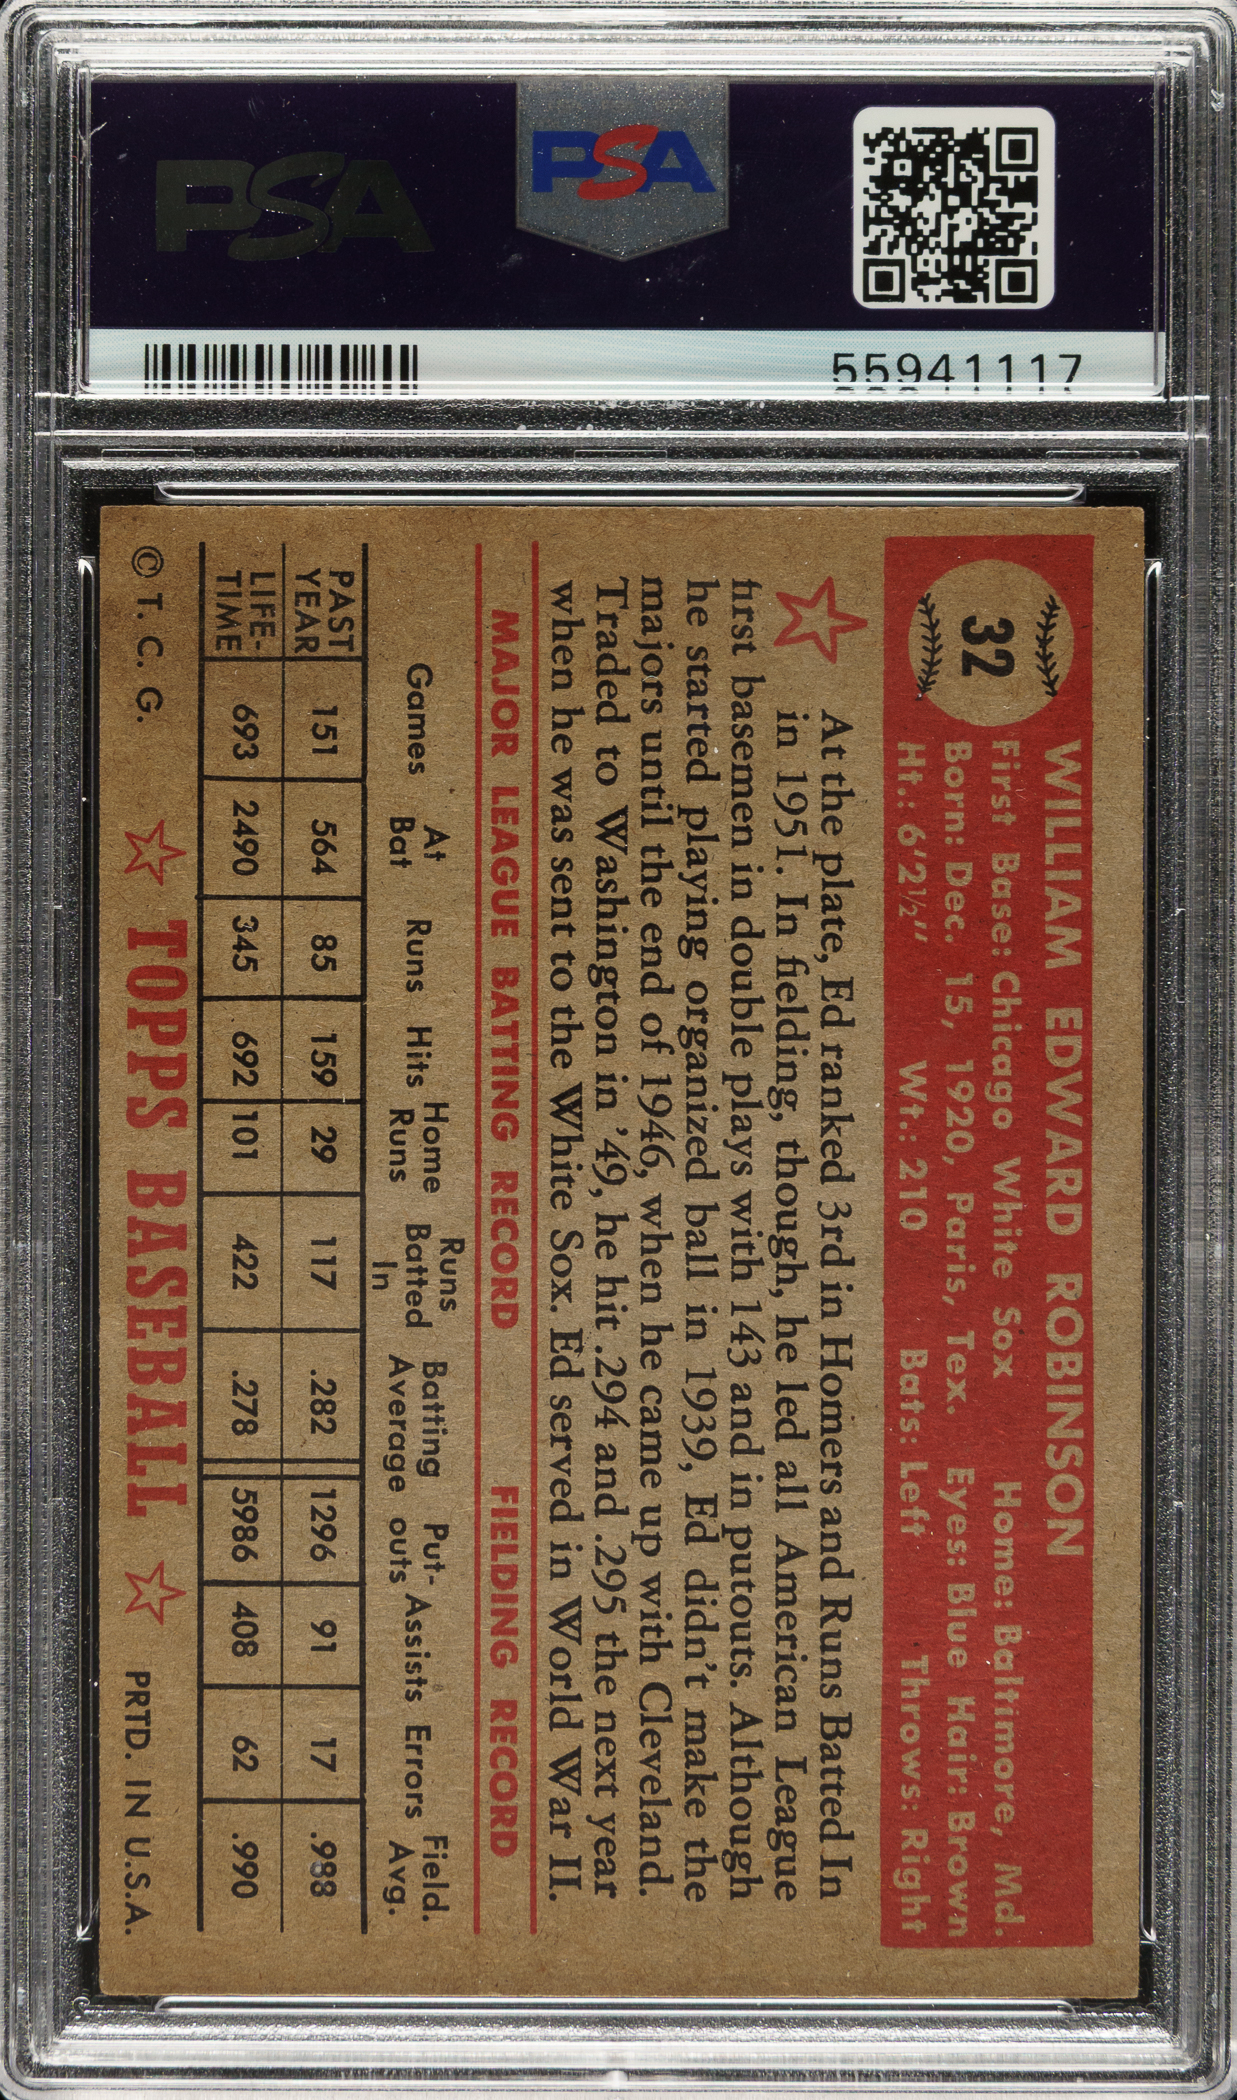 PSA
PSA
55941117
32
WILLIAM EDWARD ROBINSON
First Base: Chicago White Sox Home: Baltimore, Md.
Born: Dec. 15, 1920, Paris, Tex. Eyes: Blue Hair: Brown
Ht.: 6'2½" Wt.: 210 Bats: Left Throws: Right
At the plate, Ed ranked 3rd in Homers and Runs Batted In
in 1951. In fielding, though, he led all American League
first basemen in double plays with 143 and in putouts. Although
he started playing organized ball in 1939, Ed didn't make the
majors until the end of 1946, when he came up with Cleveland.
Traded to Washington in '49, he hit .294 and .295 the next year
when he was sent to the White Sox. Ed served in World War II.
MAJOR LEAGUE BATTING RECORD FIELDING RECORD
Games At Bat Runs Hits Home Runs Runs Batted In Batting Average Put-outs Assists Errors Field. Avg.
PAST YEAR 151 564 85 159 29 117 .282 1296 91 17 .988
LIFE-TIME 693 2490 345 692 101 422 .278 5986 408 62 .990
© T. C. G. TOPPS BASEBALL PRTD. IN U.S.A.